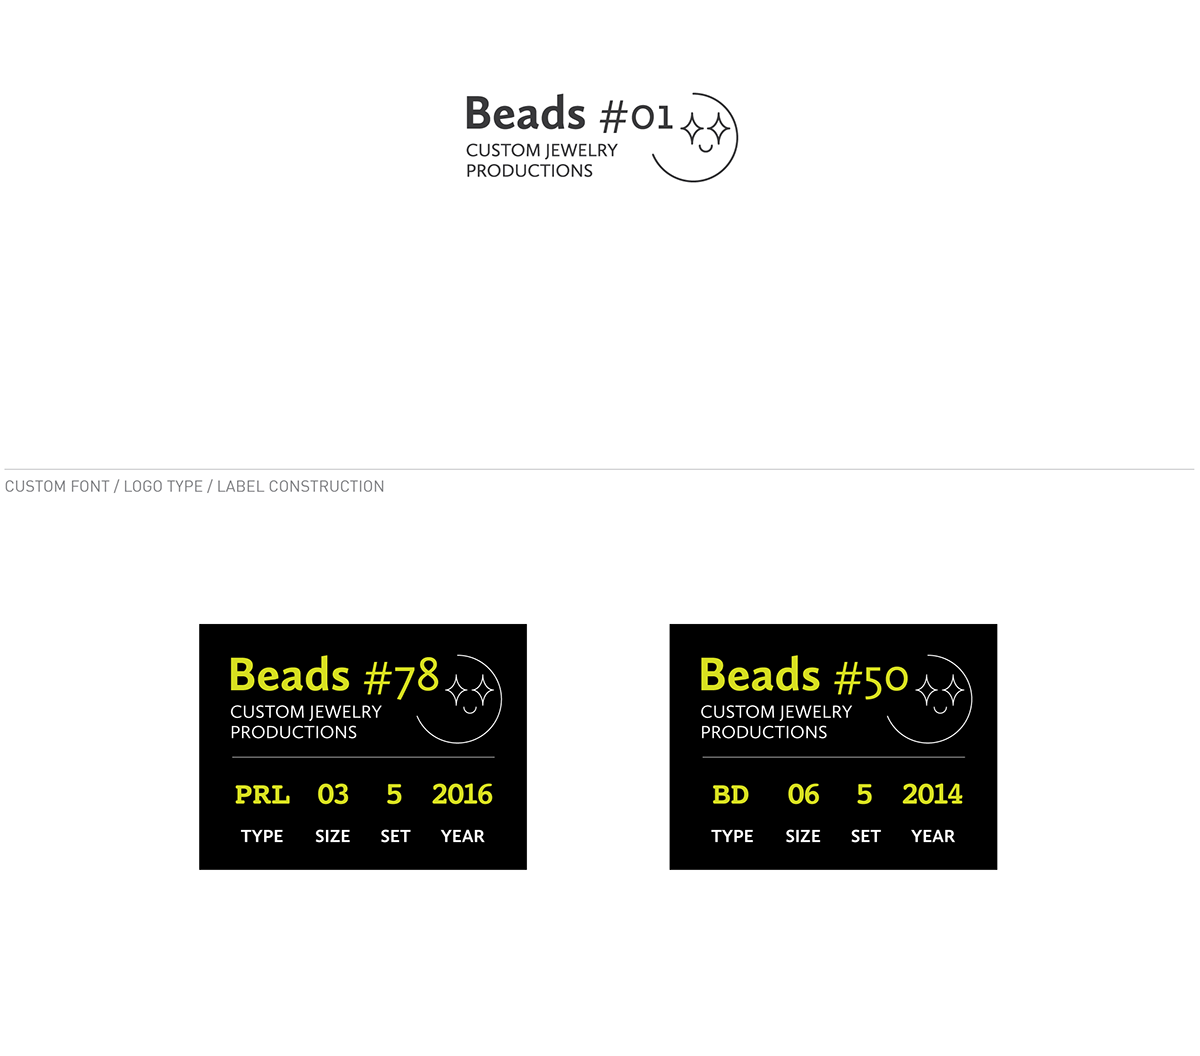 Beads #01
CUSTOM JEWELRY
PRODUCTIONS
CUSTOM FONT / LOGO TYPE / LABEL CONSTRUCTION
Beads #78
CUSTOM JEWELRY
PRODUCTIONS
PRL 03 5 2016
TYPE SIZE SET YEAR
Beads #50
CUSTOM JEWELRY
PRODUCTIONS
BD 06 5 2014
TYPE SIZE SET YEAR